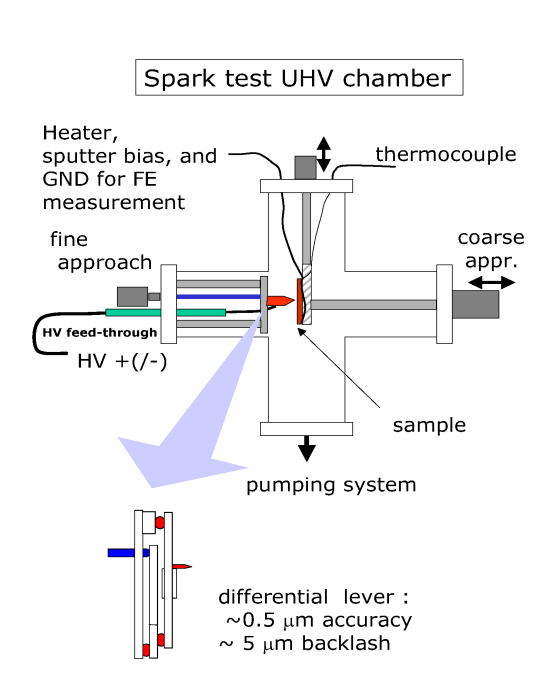 Spark test UHV chamber
Heater,
sputter bias, and
GND for FE
measurement
thermocouple
fine
approach
coarse
appr.
HV feed-through
HV +(/-)
sample
pumping system
differential lever :
~0.5 μm accuracy
~ 5 μm backlash